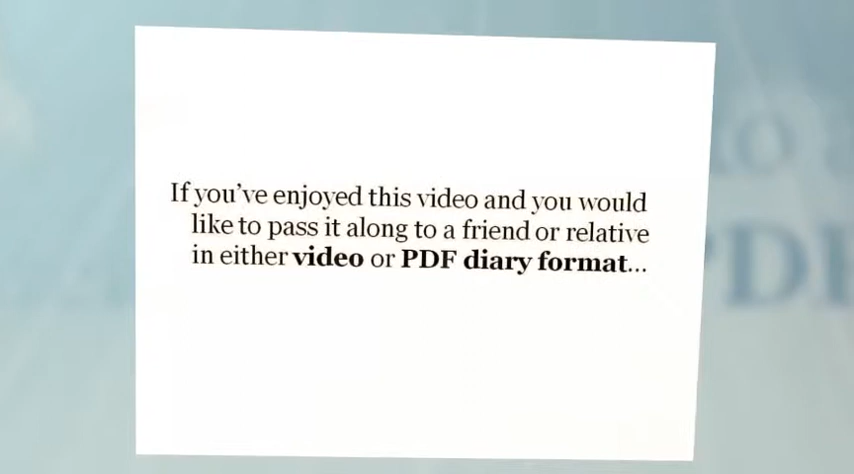 If you’ve enjoyed this video and you would
like to pass it along to a friend or relative
in either video or PDF diary format...